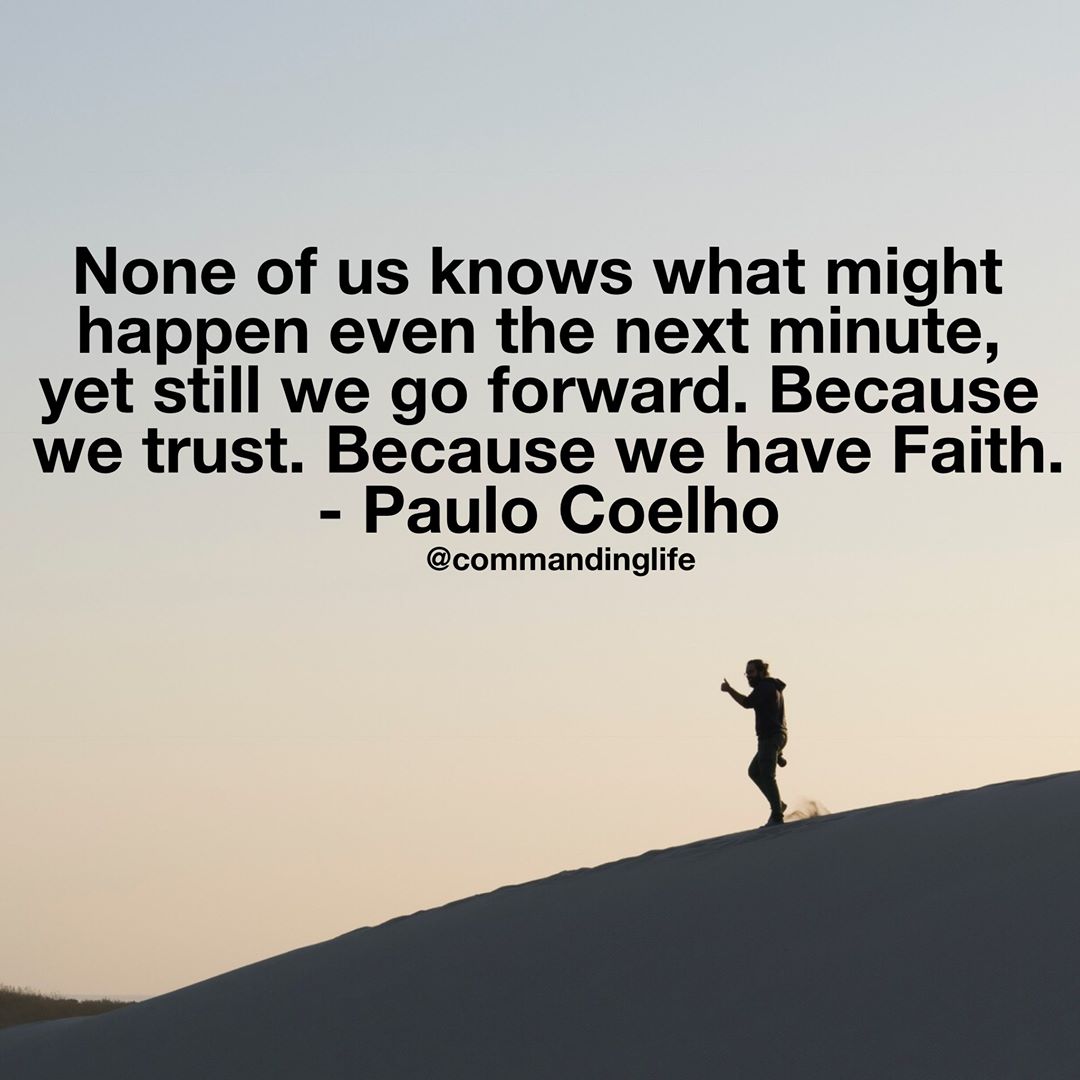 None of us knows what might
happen even the next minute,
yet still we go forward. Because
we trust. Because we have Faith.
- Paulo Coelho
@commandinglife